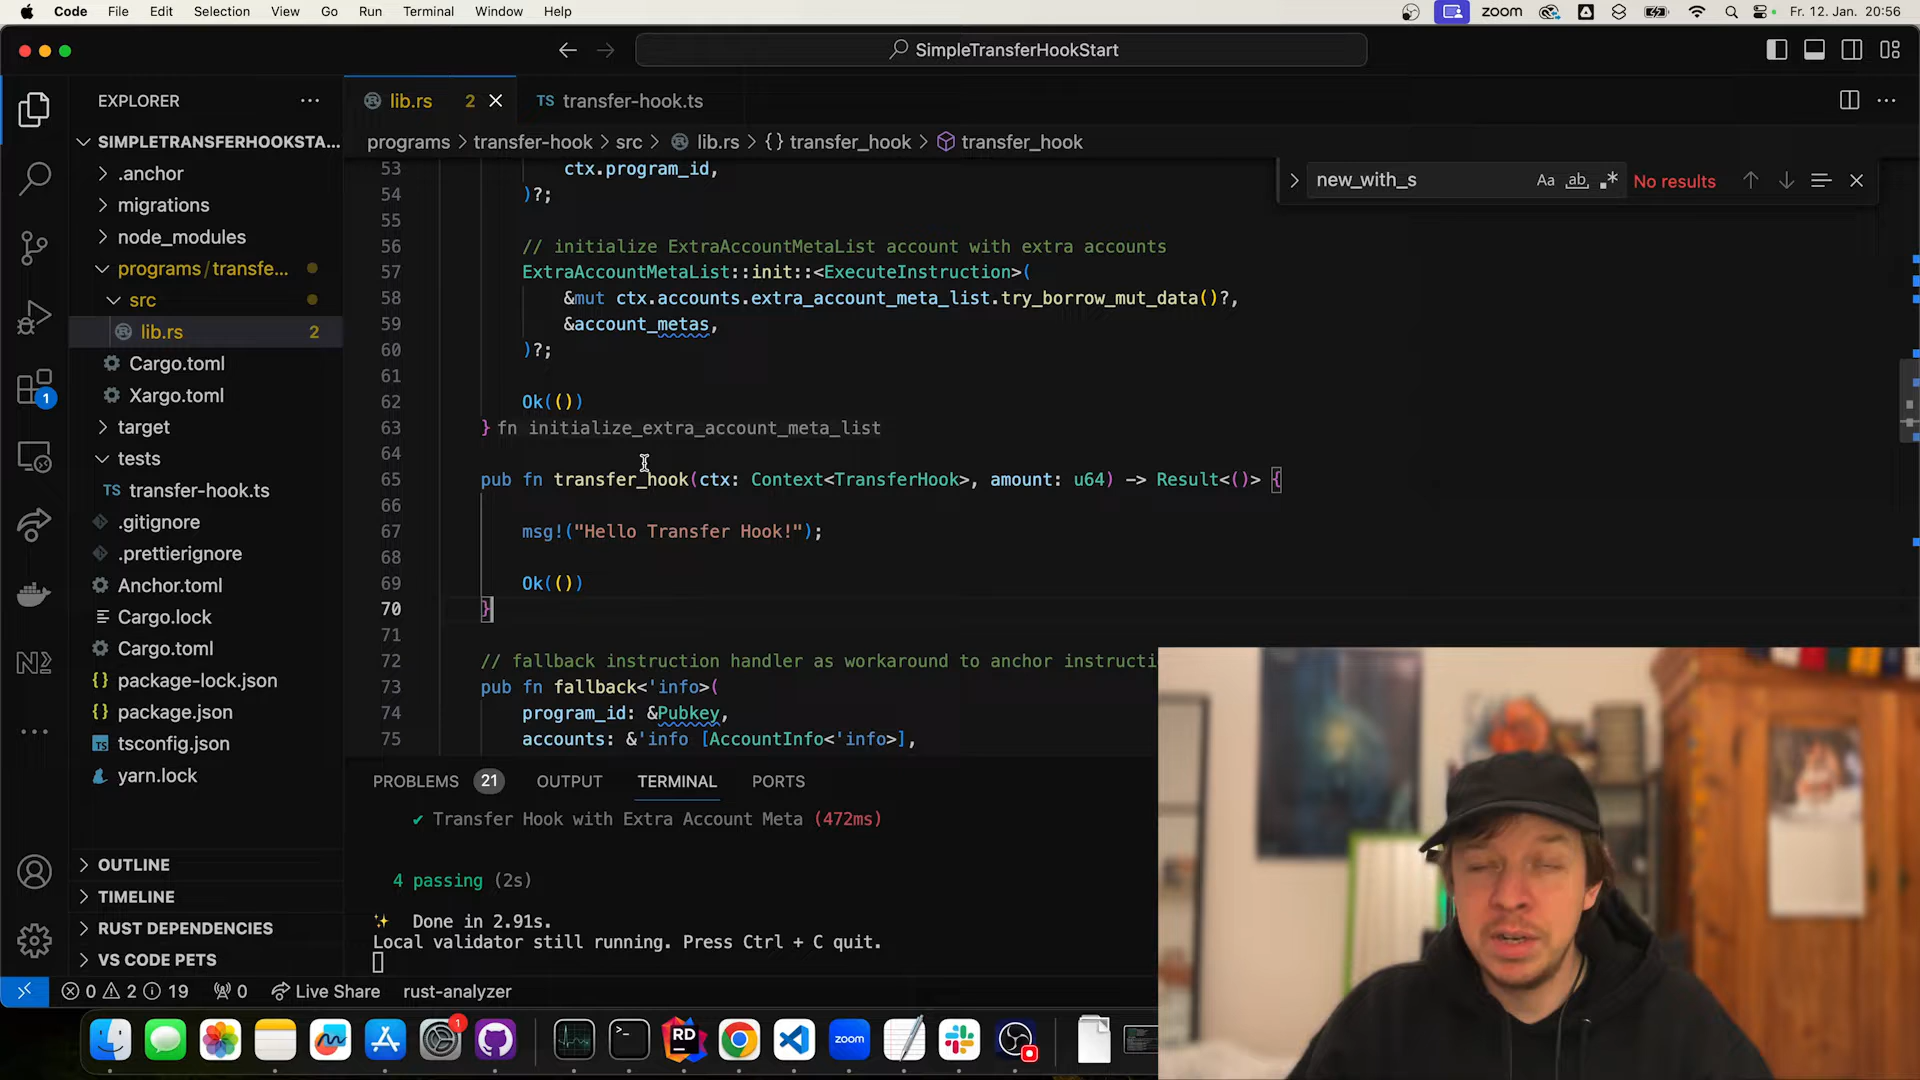 Code File Edit Selection View Go Run Terminal Window Help
zoom Fr. 12. Jan. 20:56
SimpleTransferHookStart
EXPLORER
lib.rs 2
TS transfer-hook.ts
programs > transfer-hook > src > lib.rs > {} transfer_hook > transfer_hook
new_with_s Aa ab No results
SIMPLETRANSFERHOOKSTA...
.anchor
migrations
node_modules
programs/transfe...
src
lib.rs 2
Cargo.toml
Xargo.toml
target
tests
TS transfer-hook.ts
.gitignore
.prettierignore
Anchor.toml
Cargo.lock
Cargo.toml
{} package-lock.json
{} package.json
tsconfig.json
yarn.lock
OUTLINE
TIMELINE
RUST DEPENDENCIES
VS CODE PETS
1
53 ctx.program_id,
54 )?;
55
56 // initialize ExtraAccountMetaList account with extra accounts
57 ExtraAccountMetaList::init::<ExecuteInstruction>(
58 &mut ctx.accounts.extra_account_meta_list.try_borrow_mut_data()?,
59 &account_metas,
60 )?;
61
62 Ok(())
63 } fn initialize_extra_account_meta_list
64
65 pub fn transfer_hook(ctx: Context<TransferHook>, amount: u64) -> Result<()> {
66
67 msg!("Hello Transfer Hook!");
68
69 Ok(())
70 }
71
72 // fallback instruction handler as workaround to anchor instructi
73 pub fn fallback<'info>(
74 program_id: &Pubkey,
75 accounts: &'info [AccountInfo<'info>],
PROBLEMS 21 OUTPUT TERMINAL PORTS
✔ Transfer Hook with Extra Account Meta (472ms)
4 passing (2s)
✨ Done in 2.91s.
Local validator still running. Press Ctrl + C quit.
0 2 19 0 Live Share rust-analyzer
1
RD
zoom